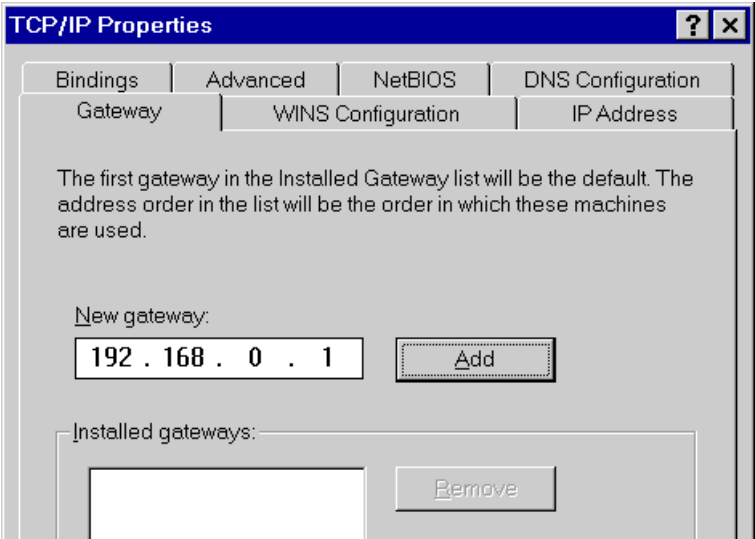 TCP/IP Properties
? ×
Bindings Advanced NetBIOS DNS Configuration
Gateway WINS Configuration IP Address
The first gateway in the Installed Gateway list will be the default. The
address order in the list will be the order in which these machines
are used.
New gateway:
192 . 168 . 0 . 1 Add
Installed gateways:
Remove